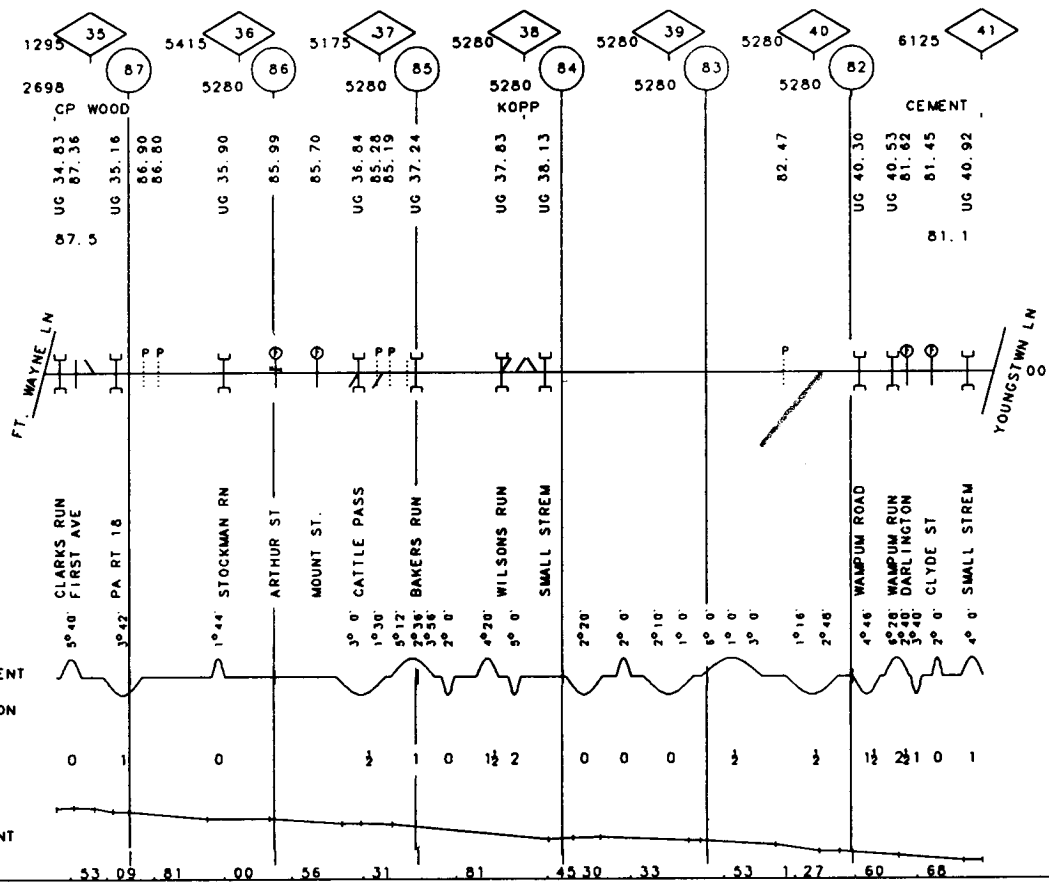 35 36 37 38 39 40 41
1295 5415 5175 5280 5280 5280 6125
87 86 85 84 83 82
2698 5280 5280 5280 5280 5280
CP WOOD KOPP CEMENT
UG 34.83
87.36
UG 35.16
86.90
86.80
UG 35.90
85.99
85.70
UG 36.84
85.28
85.19
UG 37.24
UG 37.83
UG 38.13
82.47
UG 40.30
UG 40.53
81.62
81.45
UG 40.92
87.5 81.1
FT. WAYNE LN
P P P P P
F F F F
00
YOUNGSTWN LN
CLARKS RUN
FIRST AVE
PA RT 18
STOCKMAN RN
ARTHUR ST
MOUNT ST.
CATTLE PASS
BAKERS RUN
WILSONS RUN
SMALL STREM
WAMPUM ROAD
WAMPUM RUN
DARLINGTON
CLYDE ST
SMALL STREM
5°40'
3°42'
1°44'
3° 0'
1°30'
5°12'
2°36'
3°56'
2° 0'
4°20'
5° 0'
2°20'
2° 0'
2°10'
1° 0'
6° 0'
1° 0'
3° 0'
1°16'
2°48'
4°46'
6°28'
2°40'
3°40'
2° 0'
4° 0'
ENT
ON
0 1 0 ½ 1 0 1½ 2 0 0 0 ½ ½ 1½ 2½ 1 0 1
NT
.53 .09 .81 .00 .56 .31 .81 .45 .30 .33 .53 1.27 .60 .68